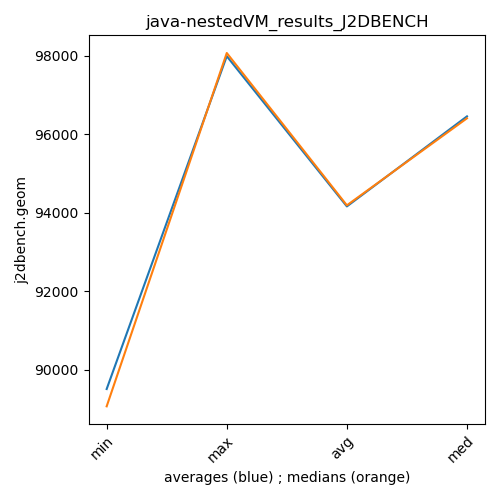 java-nestedVM_results_J2DBENCH
98000
96000
94000
92000
90000
j2dbench.geom
min
max
avg
med
averages (blue) ; medians (orange)